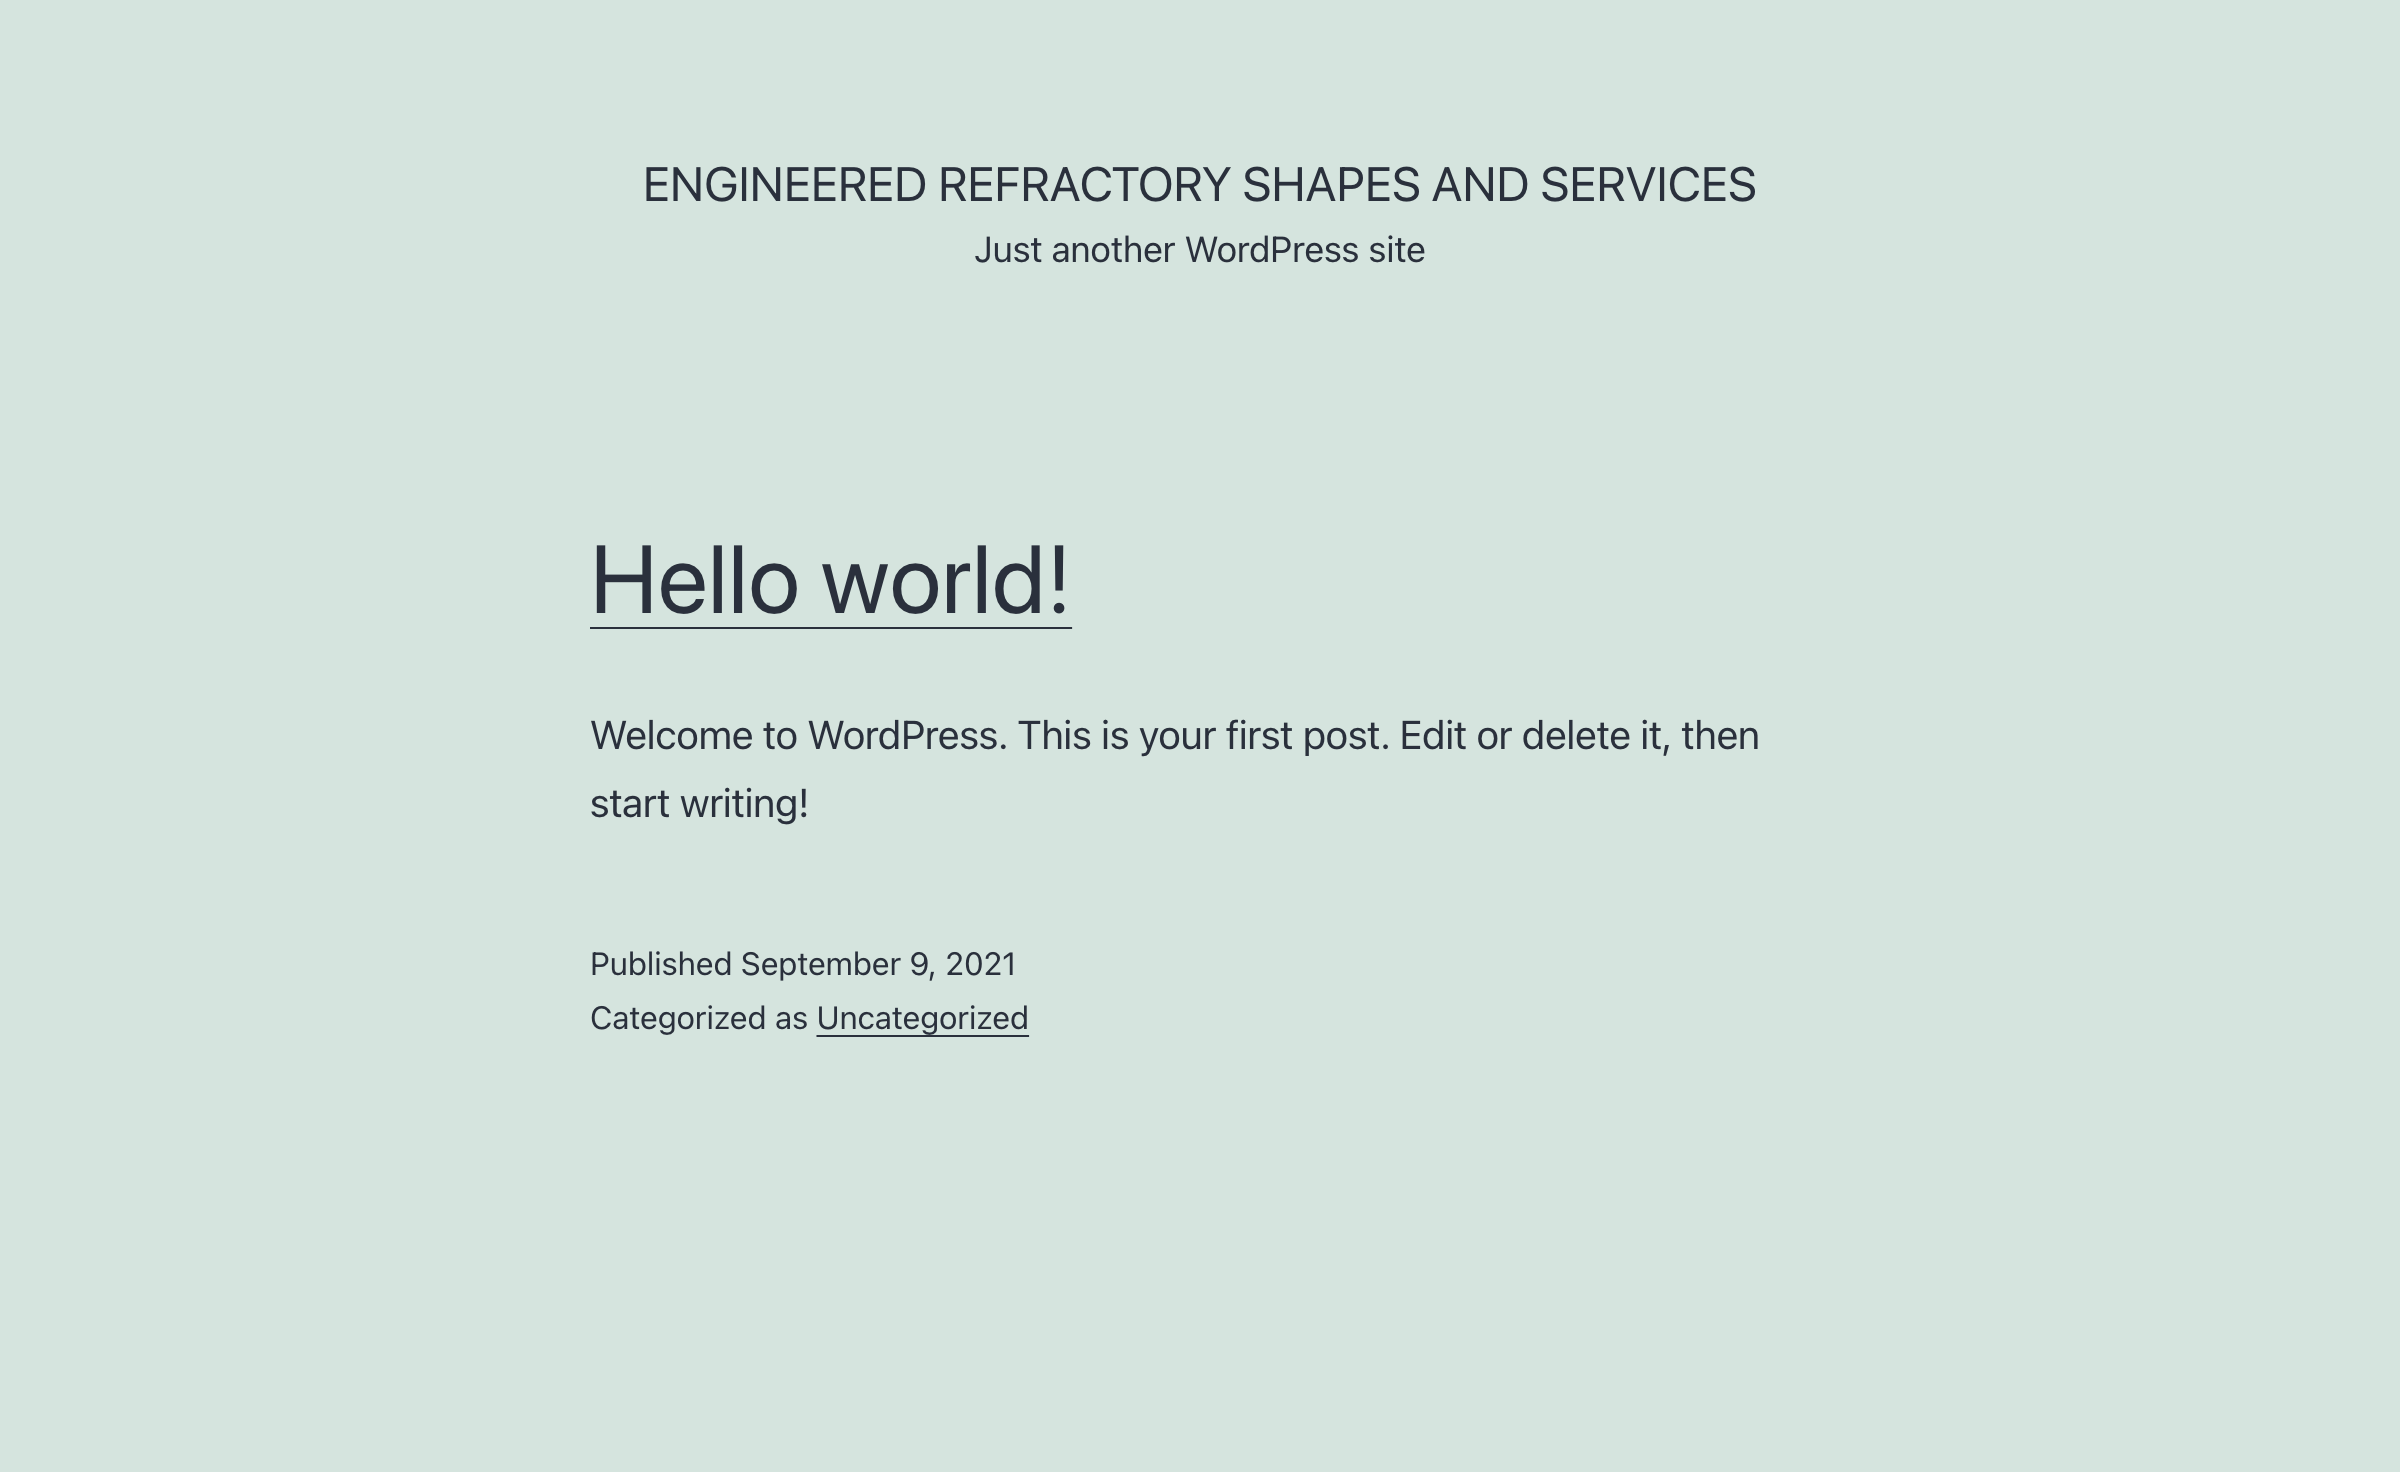 ENGINEERED REFRACTORY SHAPES AND SERVICES
Just another WordPress site
Hello world!
Welcome to WordPress. This is your first post. Edit or delete it, then
start writing!
Published September 9, 2021
Categorized as Uncategorized